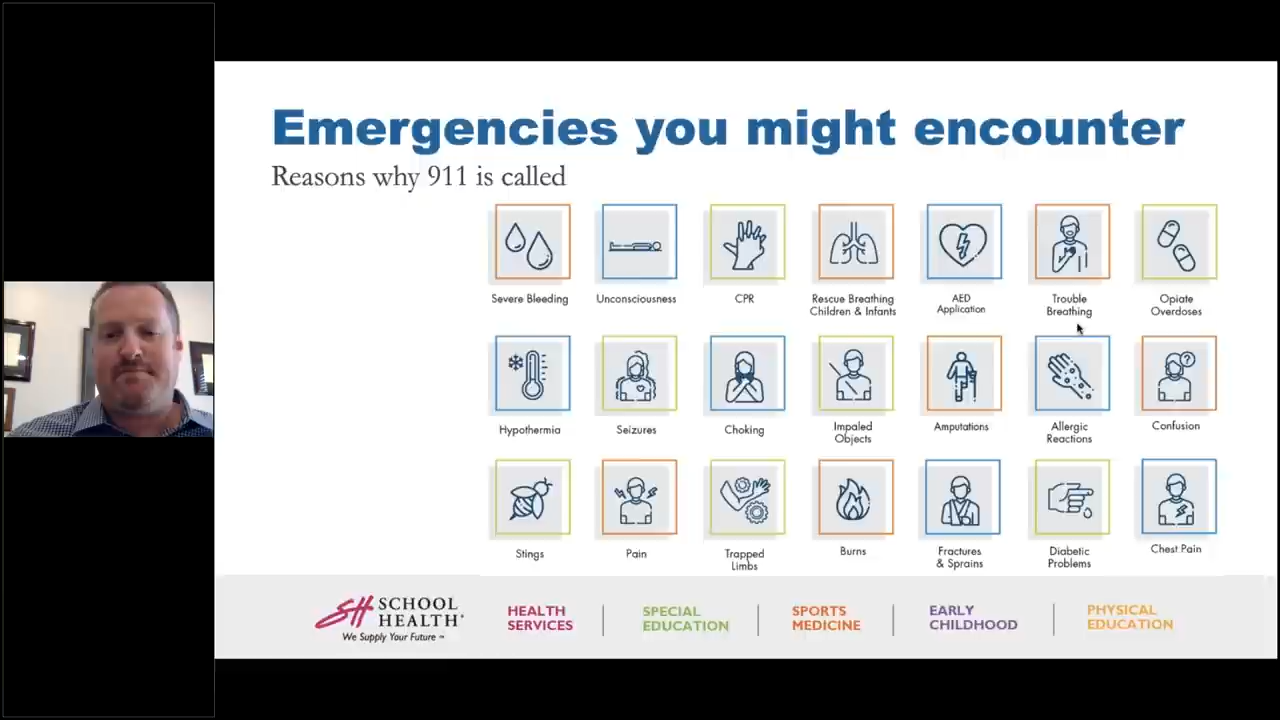 Emergencies you might encounter
Reasons why 911 is called
Severe Bleeding
Unconsciousness
CPR
Rescue Breathing
Children & Infants
AED
Application
Trouble
Breathing
Opiate
Overdoses
Hypothermia
Seizures
Choking
Impaled
Objects
Amputations
Allergic
Reactions
?
Confusion
Stings
Pain
Trapped
Limbs
Burns
Fractures
& Sprains
Diabetic
Problems
Chest Pain
SH SCHOOL
HEALTH®
We Supply Your Future ™
HEALTH
SERVICES
SPECIAL
EDUCATION
SPORTS
MEDICINE
EARLY
CHILDHOOD
PHYSICAL
EDUCATION